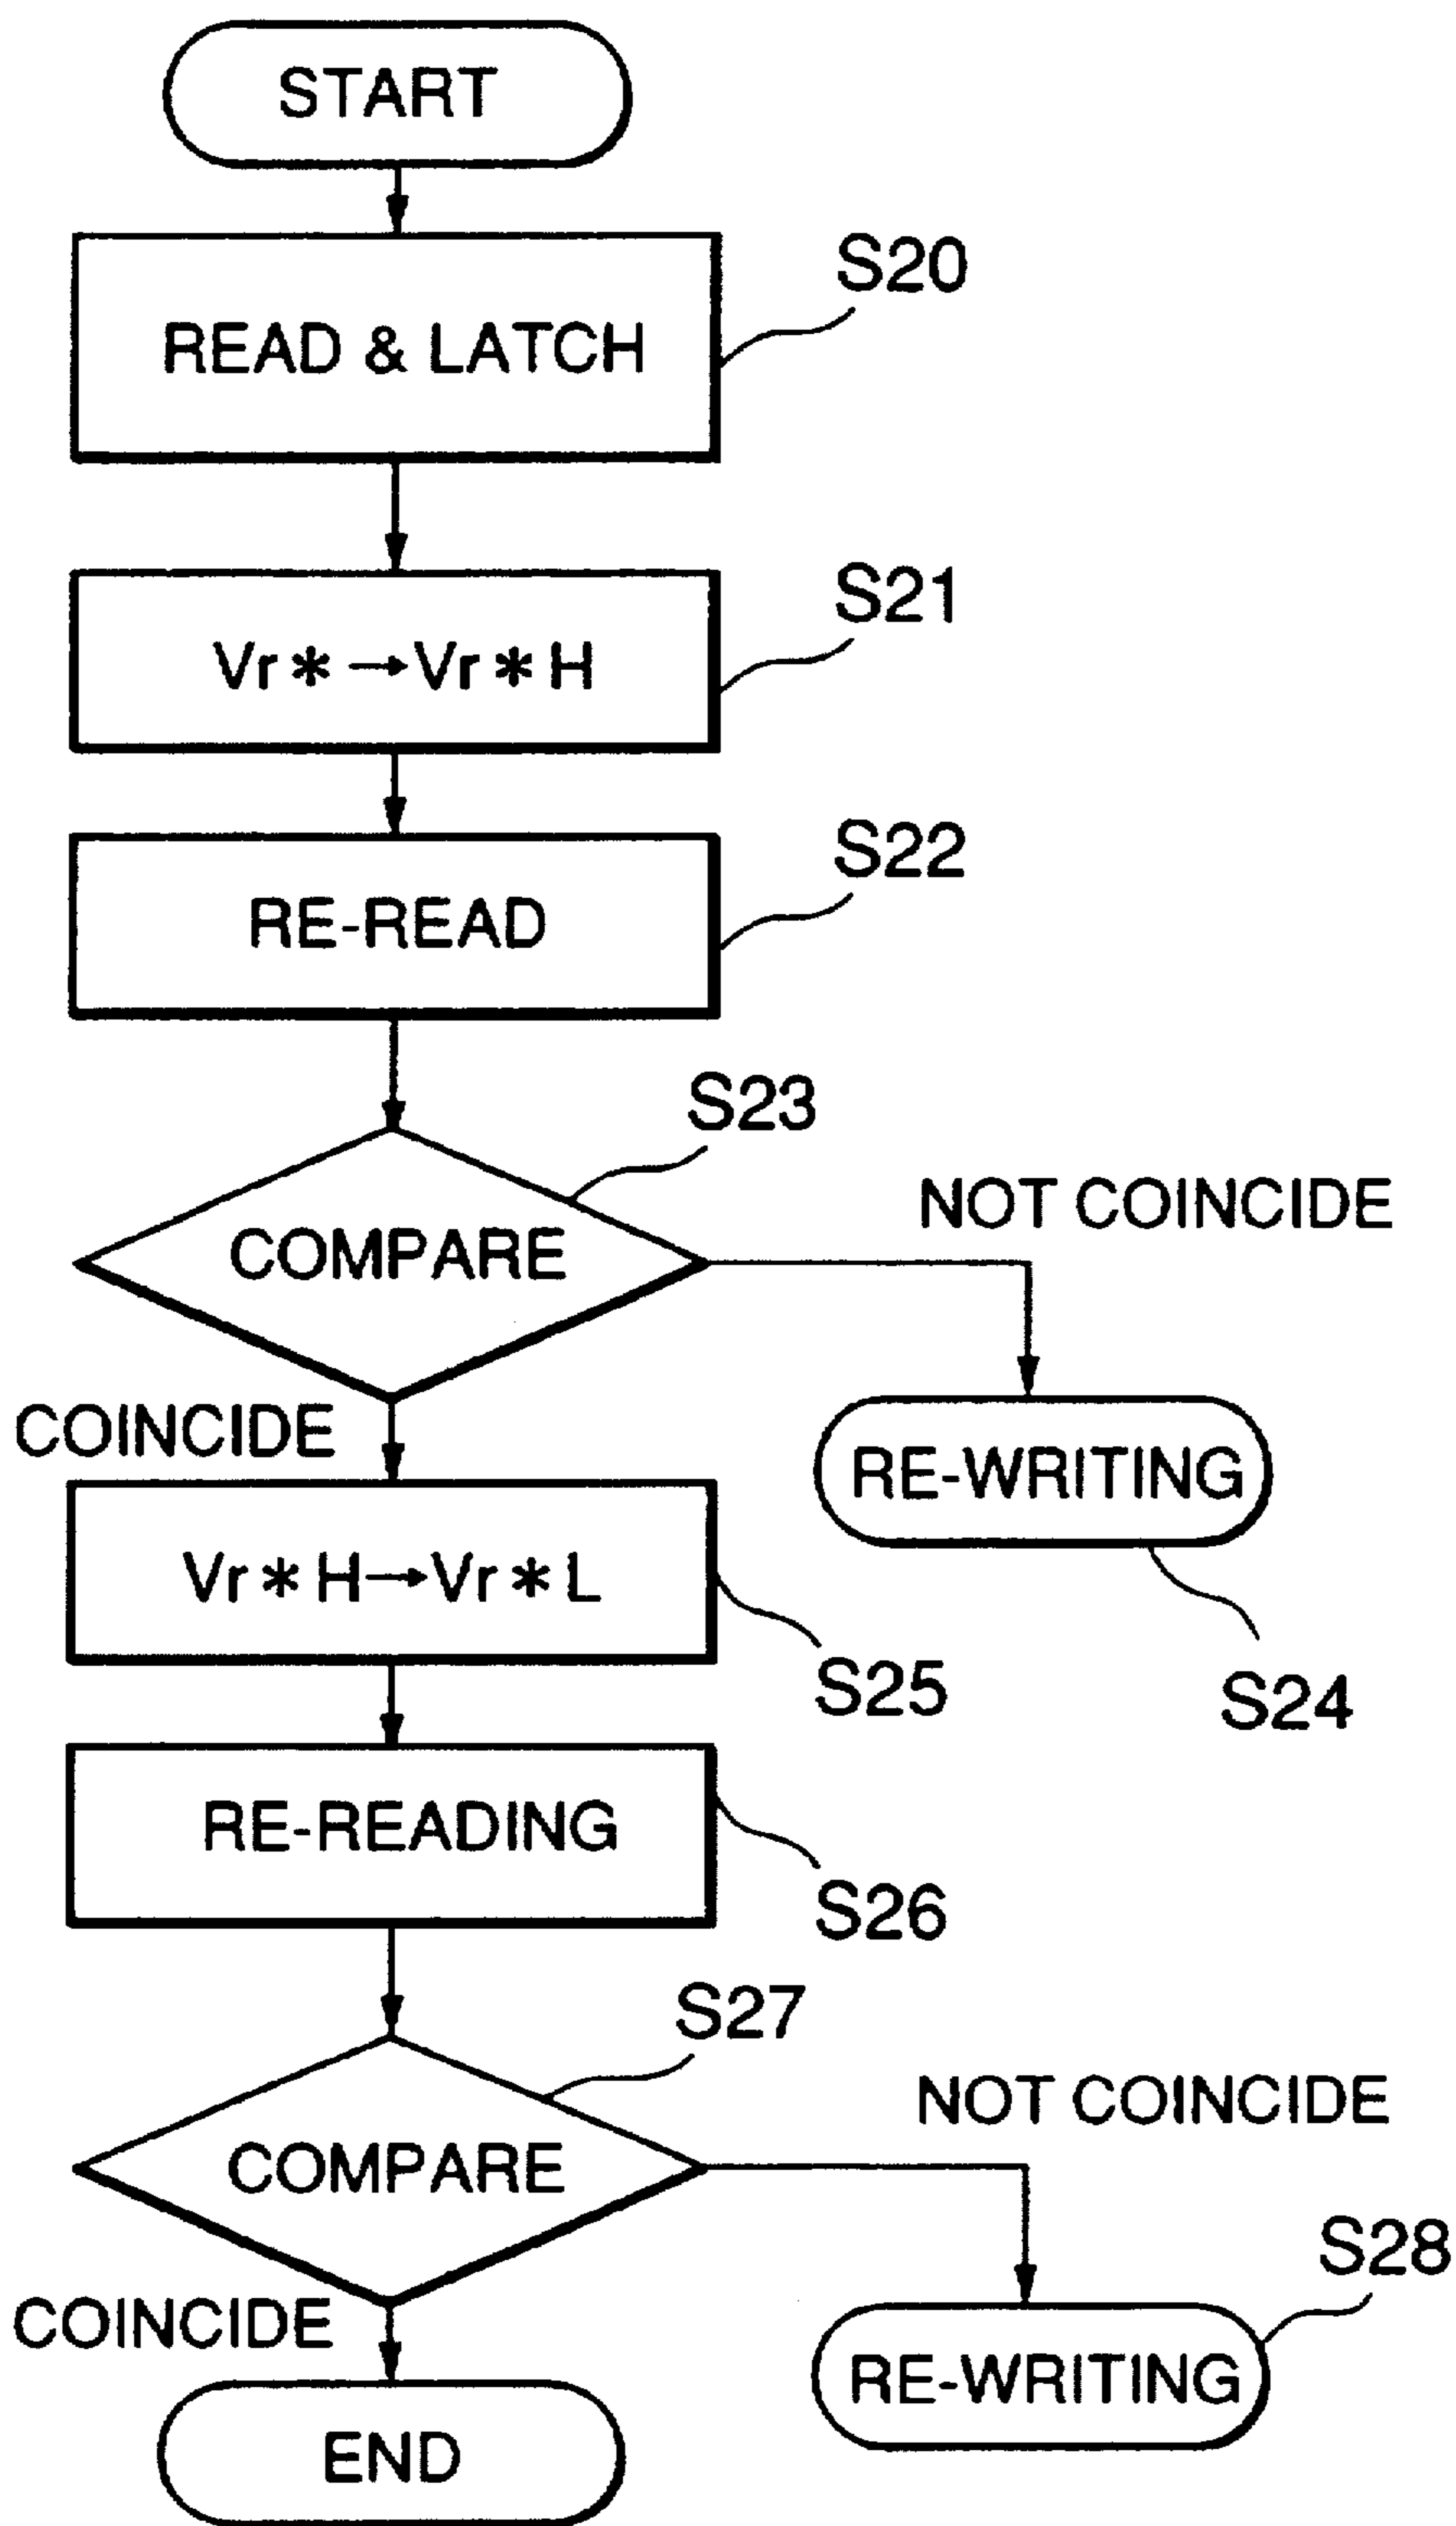 START
S20
READ & LATCH
S21
Vr * → Vr * H
S22
RE-READ
S23
NOT COINCIDE
COMPARE
COINCIDE
RE-WRITING
Vr * H → Vr * L
S25
S24
RE-READING
S26
S27
NOT COINCIDE
COMPARE
S28
COINCIDE
RE-WRITING
END